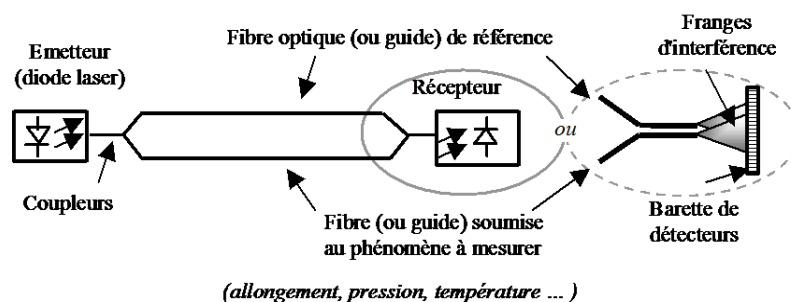 Emetteur
(diode laser)
Fibre optique (ou guide) de référence
Franges
d'interférence
Récepteur
ou
Coupleurs
Fibre (ou guide) soumise
au phénomène à mesurer
Barette de
détecteurs
(allongement, pression, température ... )